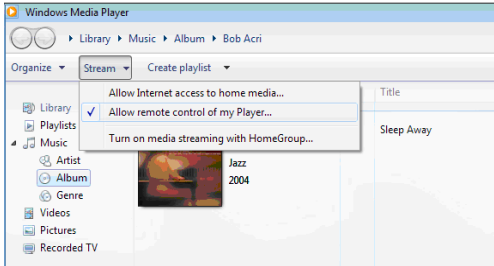 Windows Media Player
Library Music Album Bob Acri
Organize Stream Create playlist
Allow Internet access to home media...
Allow remote control of my Player...
Turn on media streaming with HomeGroup...
Title
Library
Playlists
Music
Artist
Album
Genre
Videos
Pictures
Recorded TV
Jazz
2004
Sleep Away